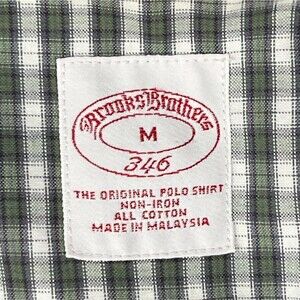 Brooks Brothers
M
346
THE ORIGINAL POLO SHIRT
NON-IRON
ALL COTTON
MADE IN MALAYSIA